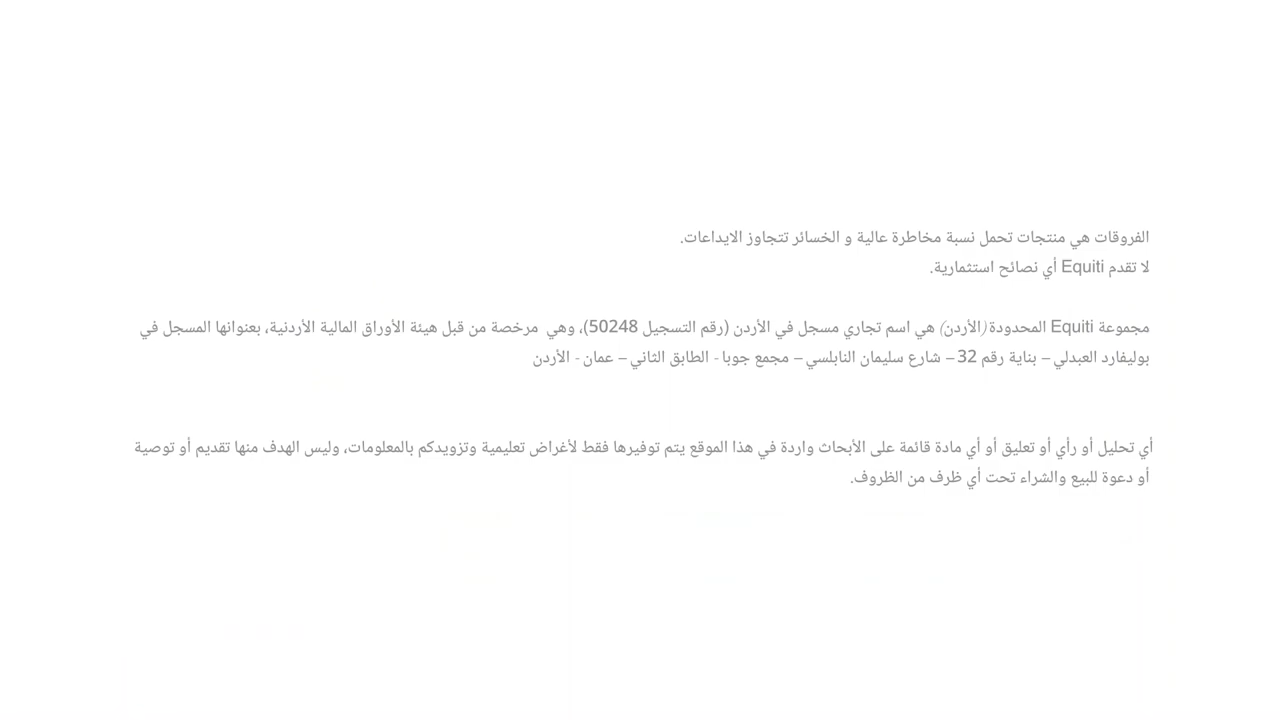 الفروقات هي منتجات تحمل نسبة مخاطرة عالية و الخسائر تتجاوز الايداعات.
لا تقدم Equiti أي نصائح استثمارية.
مجموعة Equiti المحدودة (الأردن) هي اسم تجاري مسجل في الأردن (رقم التسجيل 50248)، وهي مرخصة من قبل هيئة الأوراق المالية الأردنية، بعنوانها المسجل في
بوليفارد العبدلي – بناية رقم 32 – شارع سليمان النابلسي – مجمع جوبا - الطابق الثاني – عمان - الأردن
أي تحليل أو رأي أو تعليق أو أي مادة قائمة على الأبحاث واردة في هذا الموقع يتم توفيرها فقط لأغراض تعليمية وتزويدكم بالمعلومات، وليس الهدف منها تقديم أو توصية
أو دعوة للبيع والشراء تحت أي ظرف من الظروف.